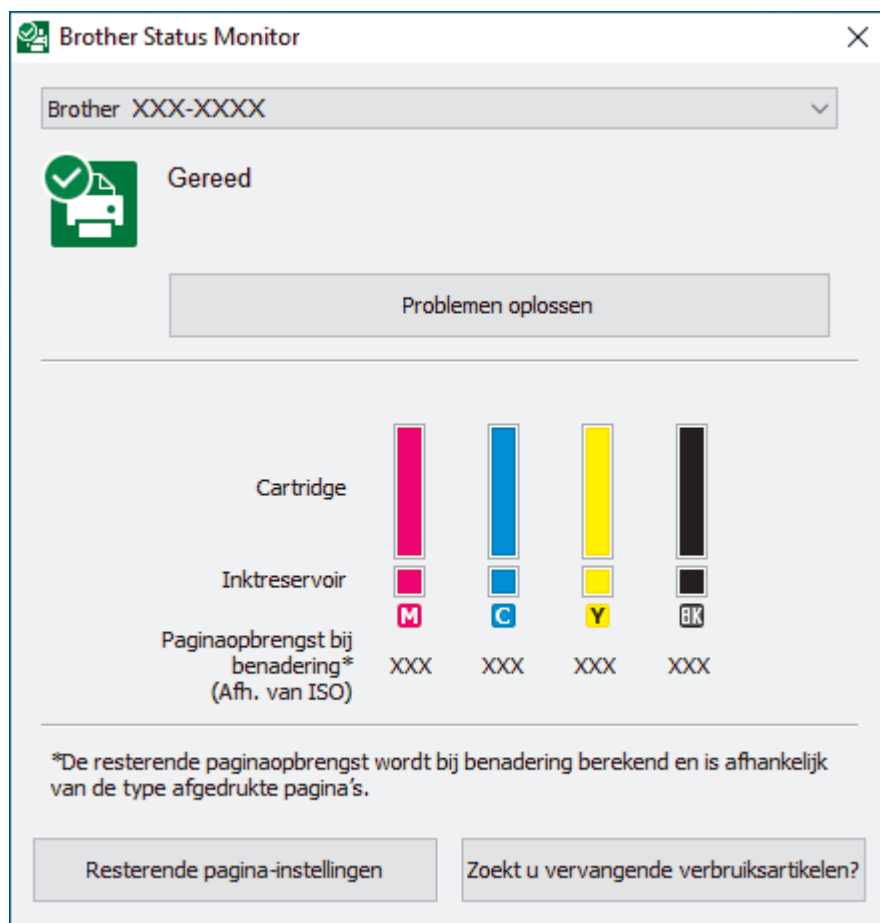 Brother Status Monitor
Brother XXX-XXXX
Gereed
Problemen oplossen
Cartridge
Inktreservoir
M C Y BK
Paginaopbrengst bij
benadering*
(Afh. van ISO)
XXX XXX XXX XXX
*De resterende paginaopbrengst wordt bij benadering berekend en is afhankelijk
van de type afgedrukte pagina's.
Resterende pagina-instellingen
Zoekt u vervangende verbruiksartikelen?